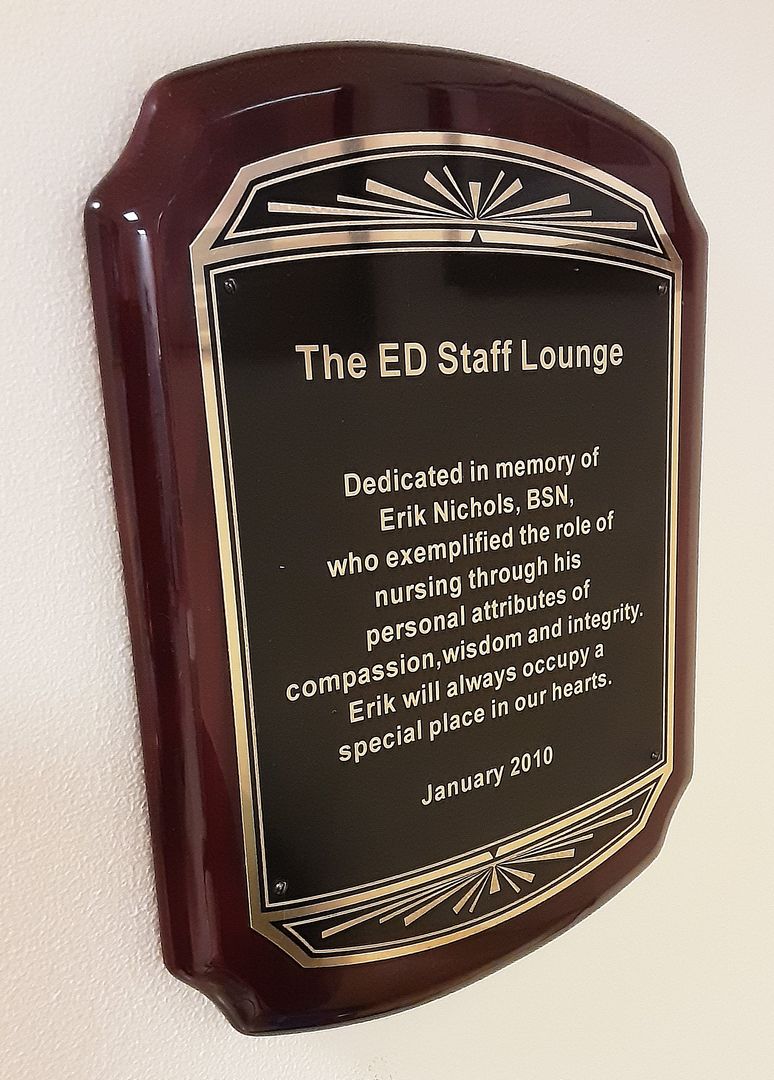 The ED Staff Lounge
Dedicated in memory of
Erik Nichols, BSN,
who exemplified the role of
nursing through his
personal attributes of
compassion,wisdom and integrity.
Erik will always occupy a
special place in our hearts.
January 2010